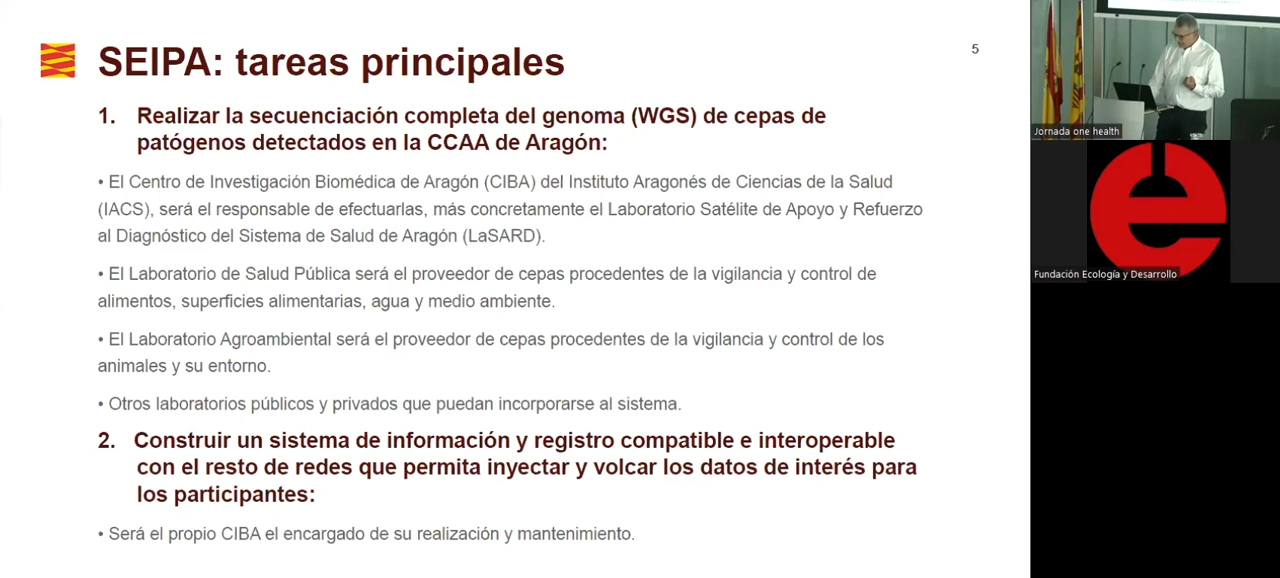 SEIPA: tareas principales
5
1. Realizar la secuenciación completa del genoma (WGS) de cepas de
patógenos detectados en la CCAA de Aragón:
• El Centro de Investigación Biomédica de Aragón (CIBA) del Instituto Aragonés de Ciencias de la Salud
(IACS), será el responsable de efectuarlas, más concretamente el Laboratorio Satélite de Apoyo y Refuerzo
al Diagnóstico del Sistema de Salud de Aragón (LaSARD).
• El Laboratorio de Salud Pública será el proveedor de cepas procedentes de la vigilancia y control de
alimentos, superficies alimentarias, agua y medio ambiente.
• El Laboratorio Agroambiental será el proveedor de cepas procedentes de la vigilancia y control de los
animales y su entorno.
• Otros laboratorios públicos y privados que puedan incorporarse al sistema.
2. Construir un sistema de información y registro compatible e interoperable
con el resto de redes que permita inyectar y volcar los datos de interés para
los participantes:
• Será el propio CIBA el encargado de su realización y mantenimiento.
Jornada one health
e
Fundación Ecología y Desarrollo